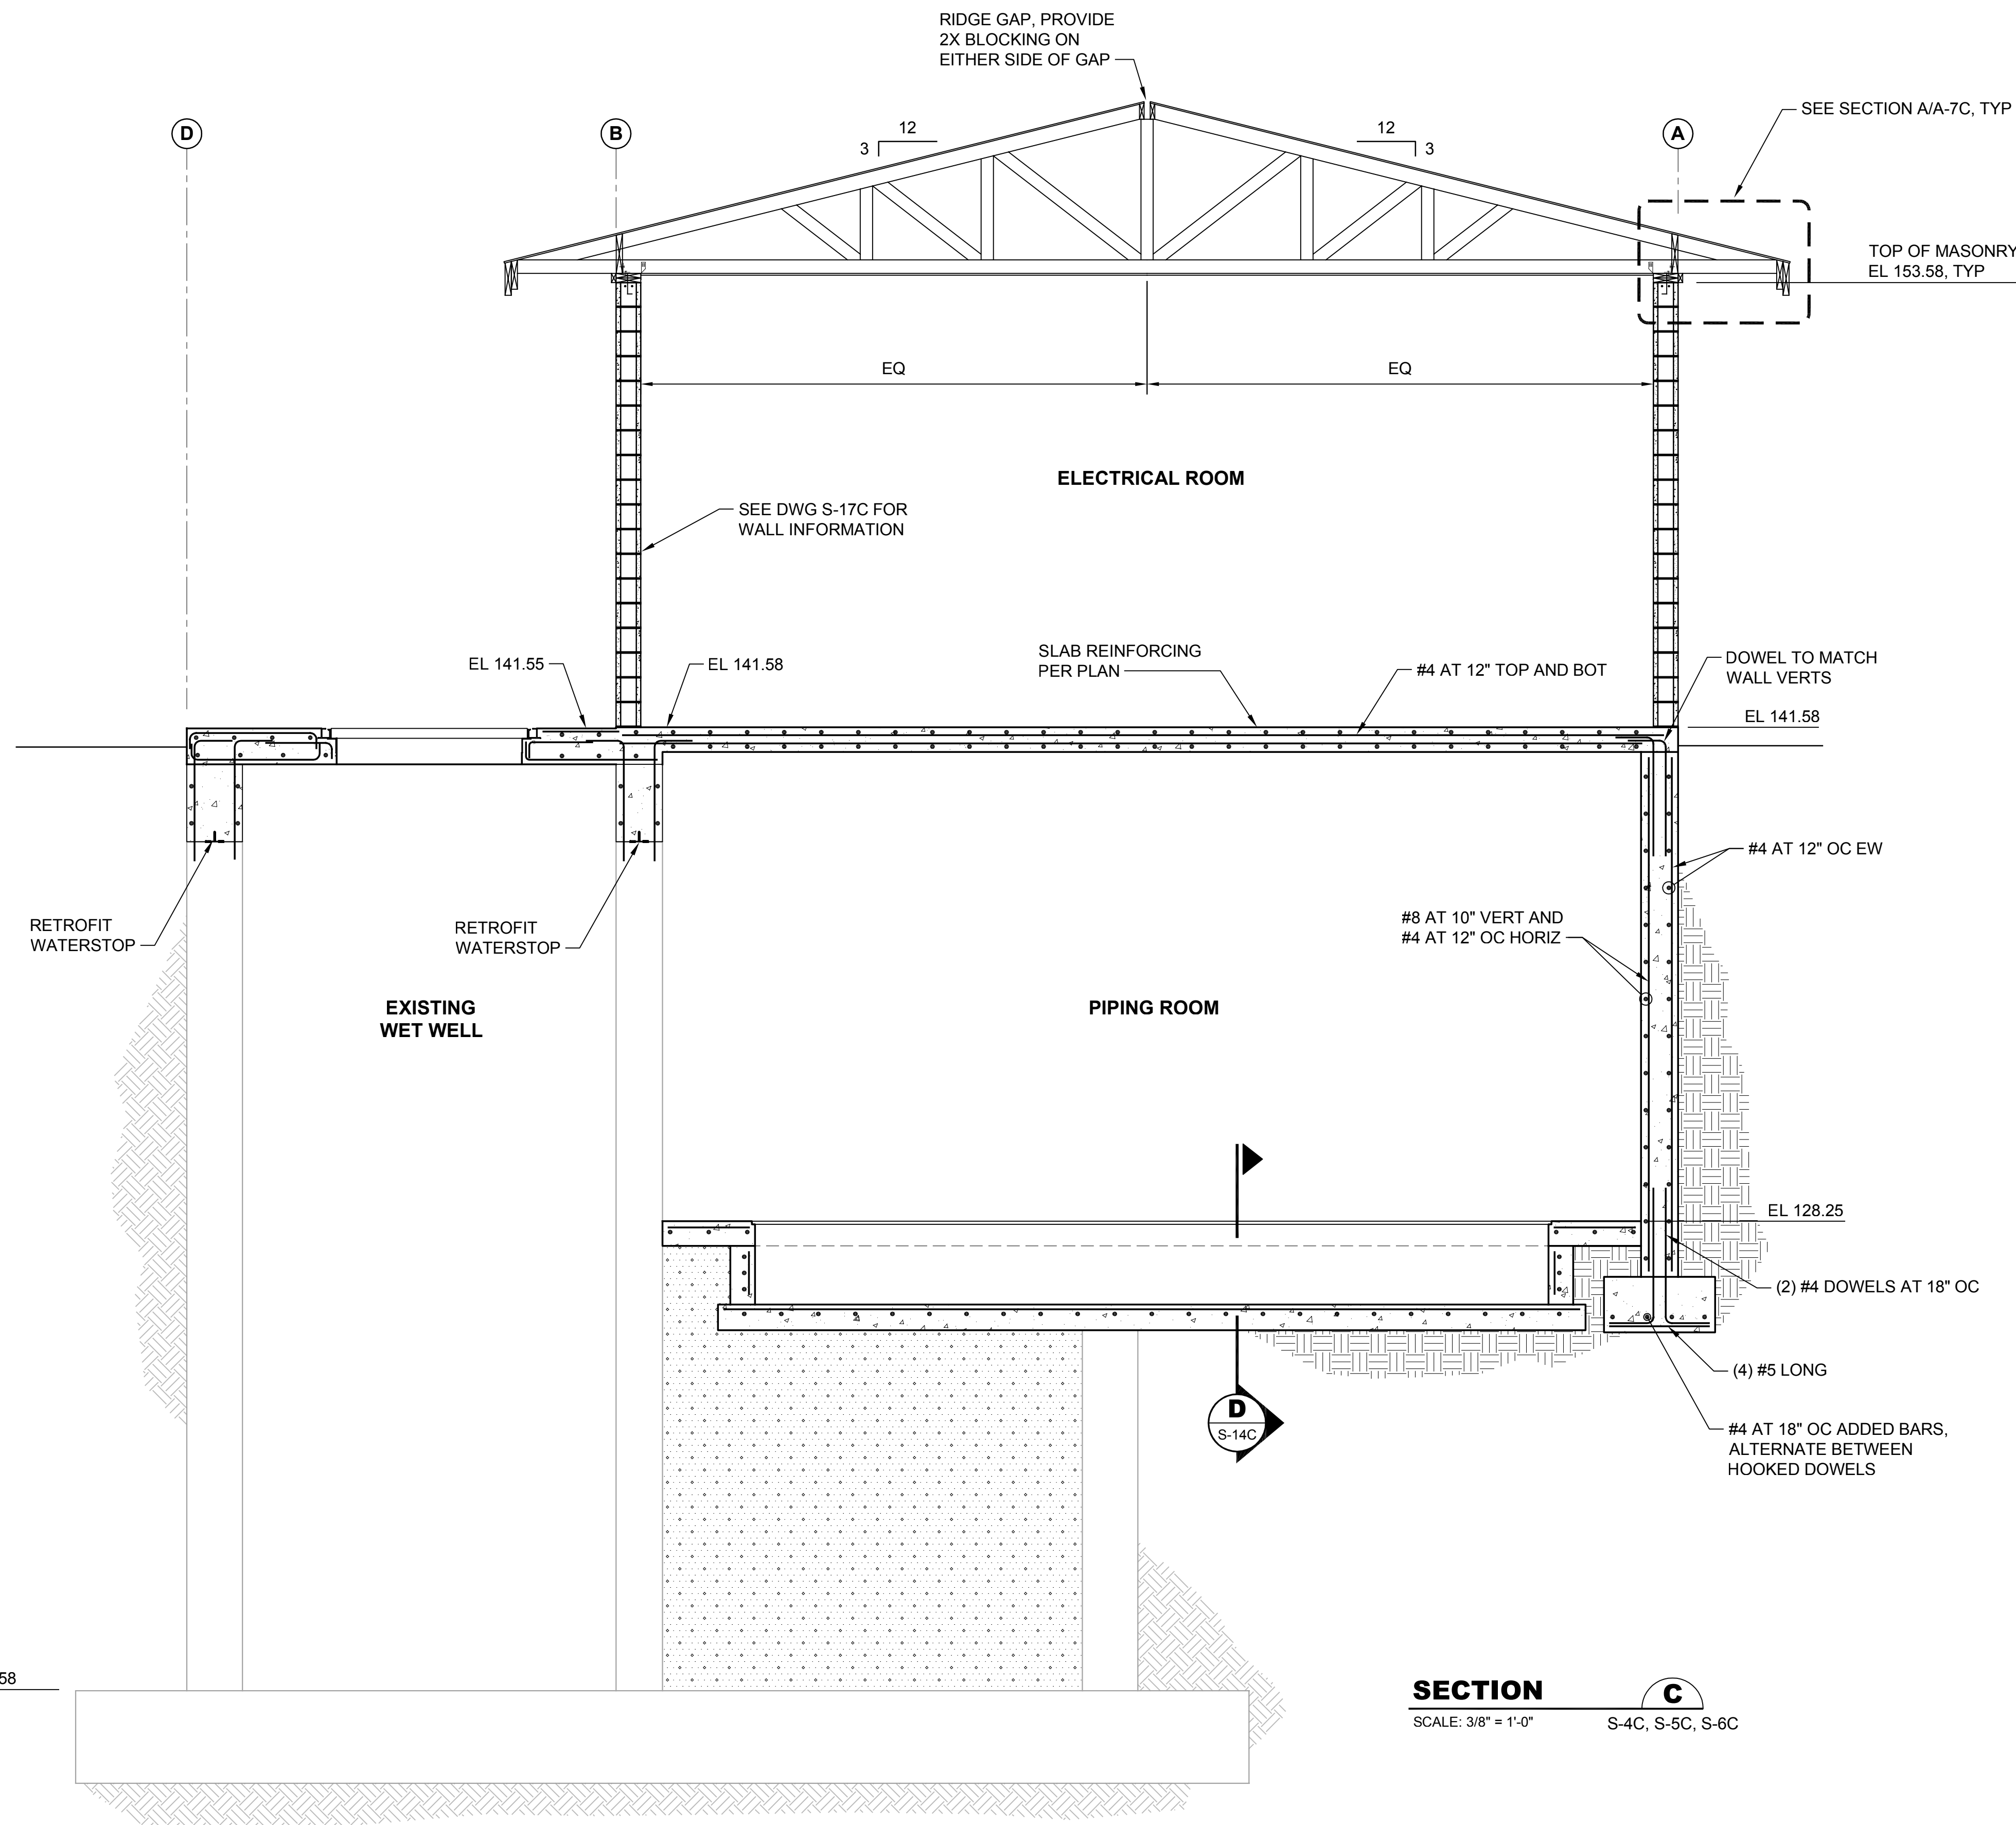 RIDGE GAP, PROVIDE
2X BLOCKING ON
EITHER SIDE OF GAP
SEE SECTION A/A-7C, TYP
D
B
12
3
12
3
A
TOP OF MASONRY
EL 153.58, TYP
EQ
EQ
ELECTRICAL ROOM
SEE DWG S-17C FOR
WALL INFORMATION
EL 141.55
EL 141.58
SLAB REINFORCING
PER PLAN
#4 AT 12" TOP AND BOT
DOWEL TO MATCH
WALL VERTS
EL 141.58
#4 AT 12" OC EW
RETROFIT
WATERSTOP
RETROFIT
WATERSTOP
#8 AT 10" VERT AND
#4 AT 12" OC HORIZ
EXISTING
WET WELL
PIPING ROOM
EL 128.25
(2) #4 DOWELS AT 18" OC
(4) #5 LONG
D
S-14C
#4 AT 18" OC ADDED BARS,
ALTERNATE BETWEEN
HOOKED DOWELS
58
SECTION
C
SCALE: 3/8" = 1'-0"
S-4C, S-5C, S-6C